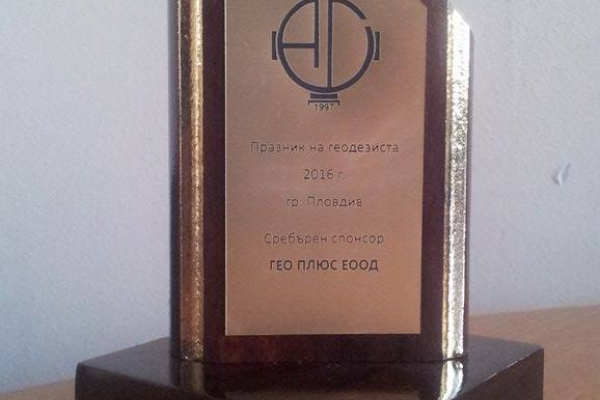 1997
Празник на геодезиста
2016 г.
гр. Пловдив
Сребърен спонсор
ГЕО ПЛЮС ЕООД